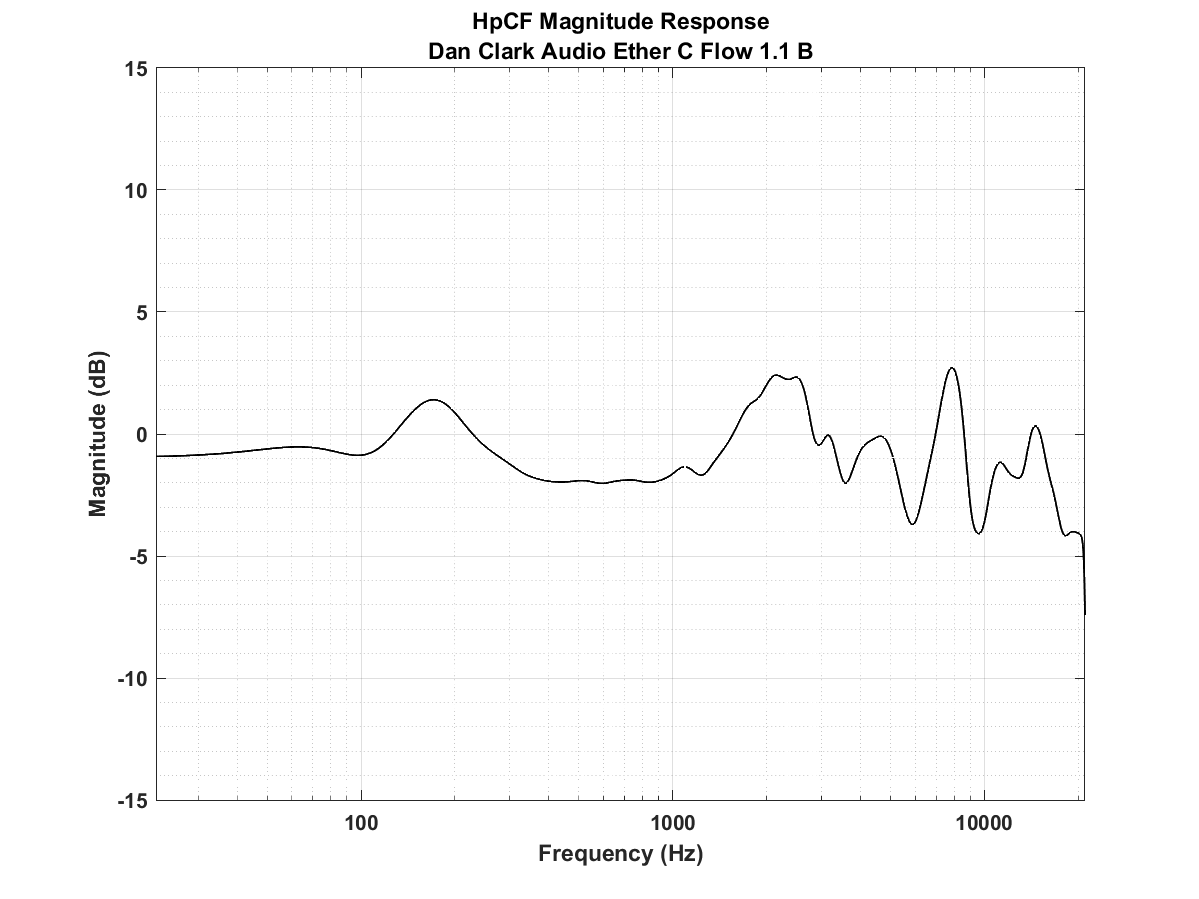 HpCF Magnitude Response
Dan Clark Audio Ether C Flow 1.1 B
15
10
5
0
-5
-10
-15
Magnitude (dB)
100
1000
10000
Frequency (Hz)